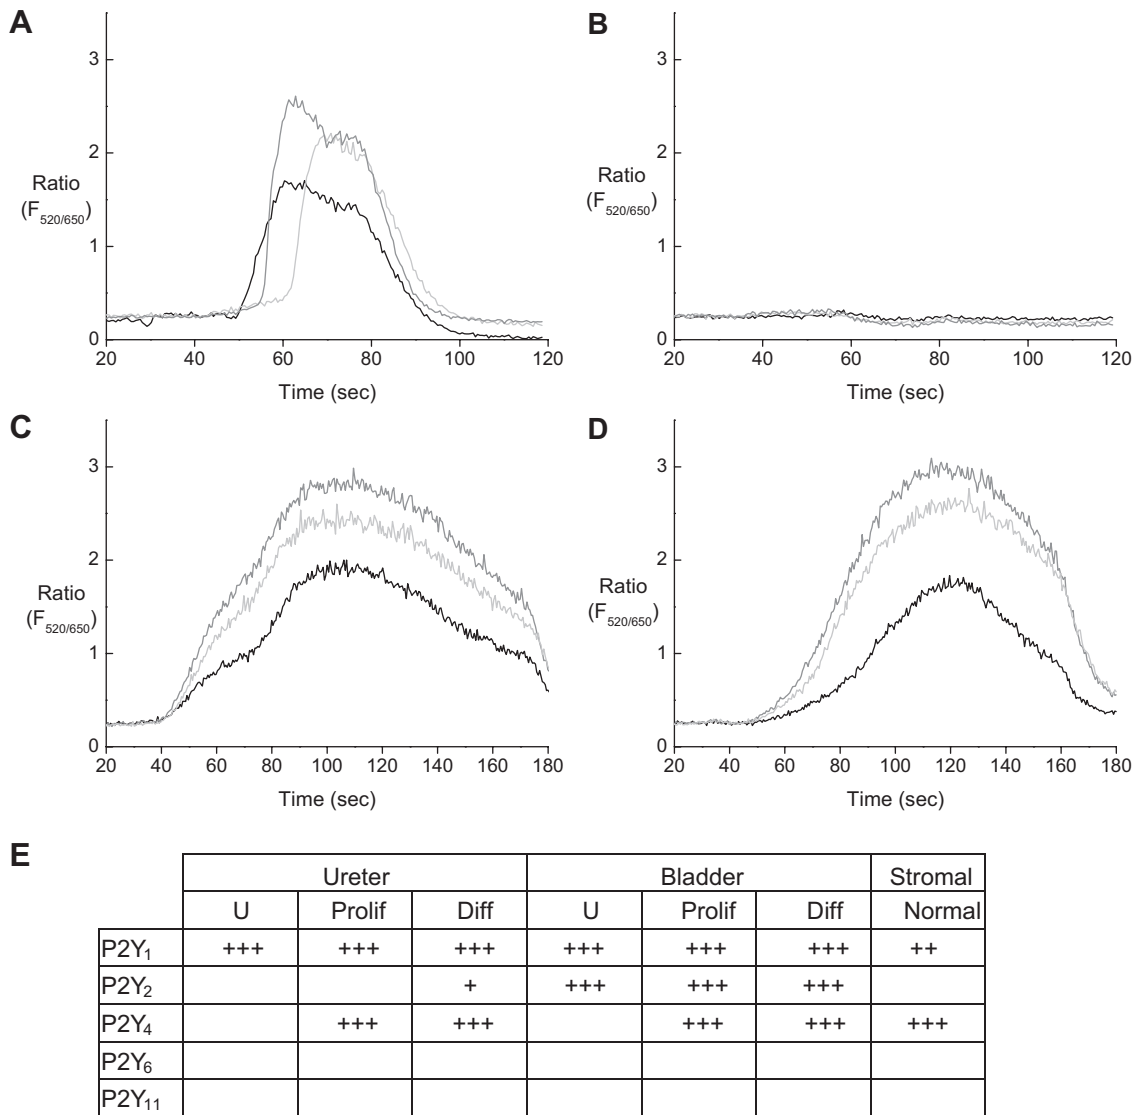 A
3
2
1
0
Ratio
(F520/650)
20 40 60 80 100 120
Time (sec)
B
3
2
1
0
Ratio
(F520/650)
20 40 60 80 100 120
Time (sec)
C
3
2
1
0
Ratio
(F520/650)
20 40 60 80 100 120 140 160 180
Time (sec)
D
3
2
1
0
Ratio
(F520/650)
20 40 60 80 100 120 140 160 180
Time (sec)
E
Ureter Bladder Stromal
U Prolif Diff U Prolif Diff Normal
P2Y1 +++ +++ +++ +++ +++ +++ ++
P2Y2 + +++ +++ +++
P2Y4 +++ +++ +++ +++ +++
P2Y6
P2Y11